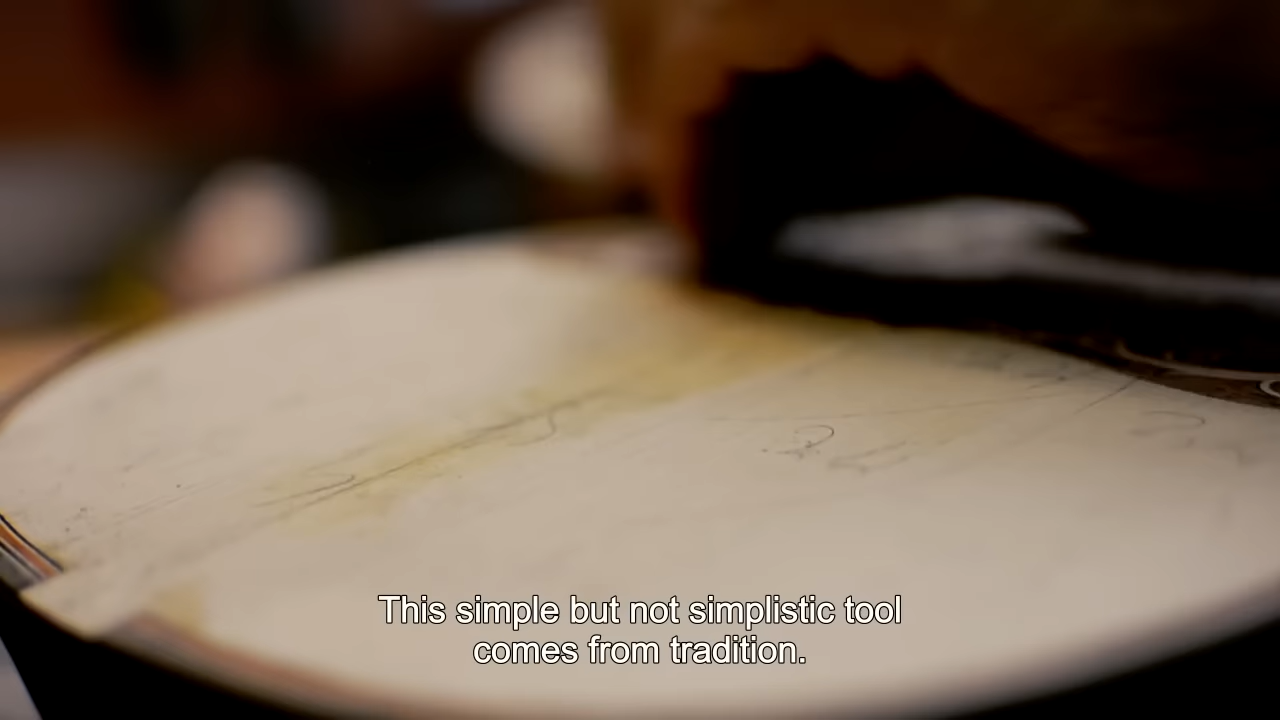 This simple but not simplistic tool
comes from tradition.